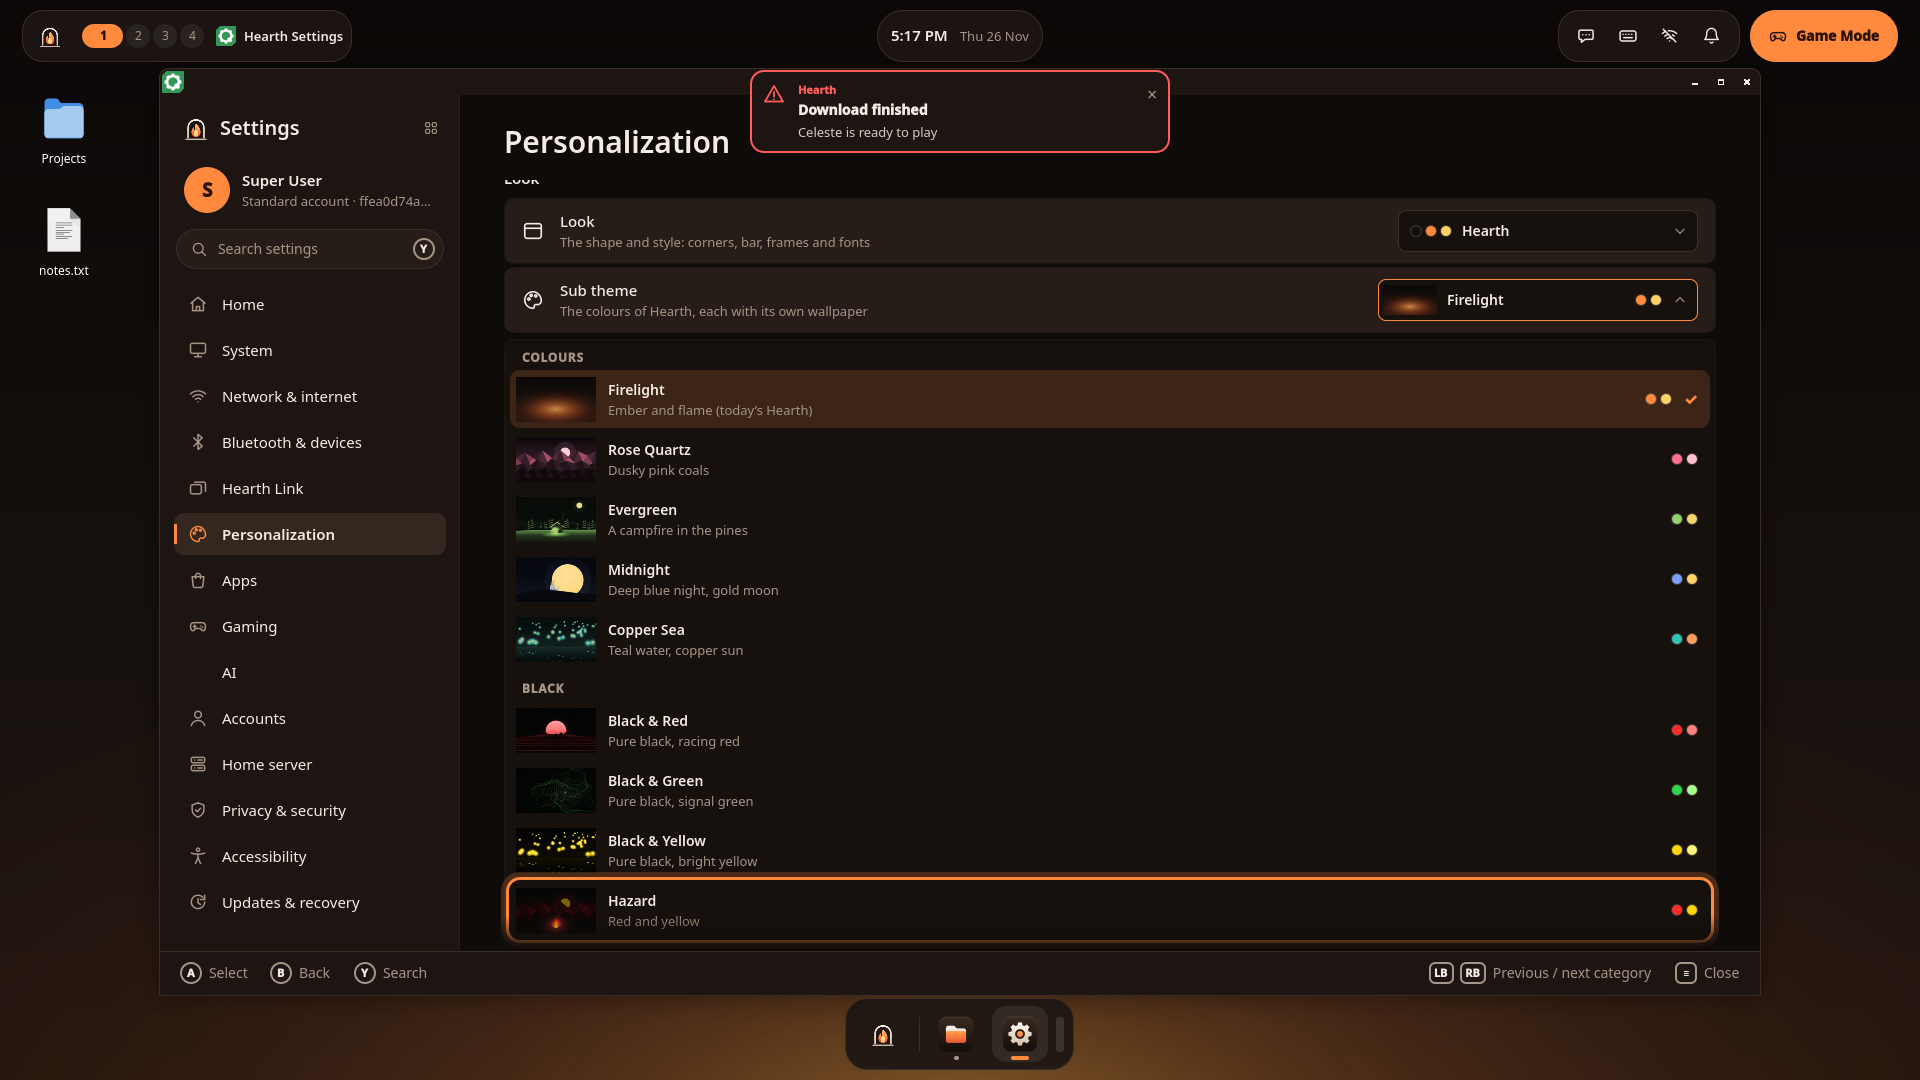 1 2 3 4 Hearth Settings
5:17 PM Thu 26 Nov
Game Mode
Projects
notes.txt
Hearth
Download finished
Celeste is ready to play
Settings
Super User
Standard account · ffea0d74a...
Search settings Y
Home
System
Network & internet
Bluetooth & devices
Hearth Link
Personalization
Apps
Gaming
AI
Accounts
Home server
Privacy & security
Accessibility
Updates & recovery
Personalization
LOOK
Look
The shape and style: corners, bar, frames and fonts
Hearth
Sub theme
The colours of Hearth, each with its own wallpaper
Firelight
COLOURS
Firelight
Ember and flame (today's Hearth)
Rose Quartz
Dusky pink coals
Evergreen
A campfire in the pines
Midnight
Deep blue night, gold moon
Copper Sea
Teal water, copper sun
BLACK
Black & Red
Pure black, racing red
Black & Green
Pure black, signal green
Black & Yellow
Pure black, bright yellow
Hazard
Red and yellow
A Select B Back Y Search
LB RB Previous / next category Close
S